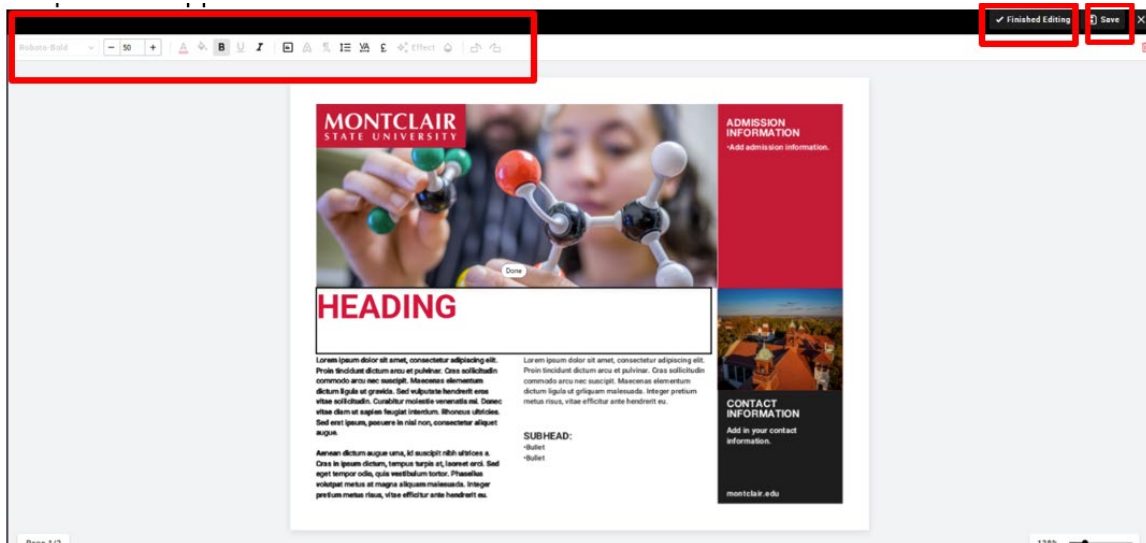 ✓ Finished Editing
Save
Roboto-Bold
− 50 +
A B U I Effect
MONTCLAIR
STATE UNIVERSITY
ADMISSION
INFORMATION
•Add admission information.
Done
HEADING
Lorem ipsum dolor sit amet, consectetur adipiscing elit.
Proin tincidunt dictum arcu et pulvinar. Cras sollicitudin
commodo arcu nec suscipit. Maecenas elementum
dictum ligula ut gravida. Sed vulputate hendrerit eros
vitae sollicitudin. Curabitur molestie venenatis mi. Donec
vitae diam ut sapien feugiat interdum. Rhoncus ultricies.
Sed erat ipsum, posuere in nisl non, consectetur aliquet
augue.
Aenean dictum augue urna, id suscipit nibh ultrices a.
Cras in ipsum dictum, tempus turpis at, laoreet orci. Sed
eget tempor odio, quis vestibulum tortor. Phasellus
volutpat metus at magna aliquam malesuada. Integer
pretium metus risus, vitae efficitur ante hendrerit eu.
Lorem ipsum dolor sit amet, consectetur adipiscing elit.
Proin tincidunt dictum arcu et pulvinar. Cras sollicitudin
commodo arcu nec suscipit. Maecenas elementum
dictum ligula ut griquam malesuada. Integer pretium
metus risus, vitae efficitur ante hendrerit eu.
SUBHEAD:
•Bullet
•Bullet
CONTACT
INFORMATION
Add in your contact
information.
montclair.edu
Page 1/2
128%